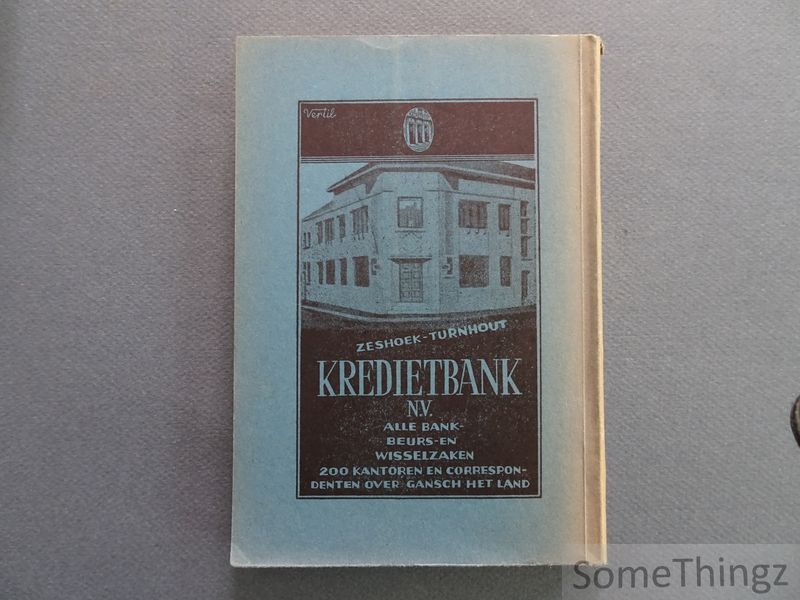 Vertil
ZESHOEK-TURNHOUT
KREDIETBANK
N.V.
ALLE BANK-
BEURS-EN
WISSELZAKEN
200 KANTOREN EN CORRESPON-
DENTEN OVER GANSCH HET LAND
SomeThingz